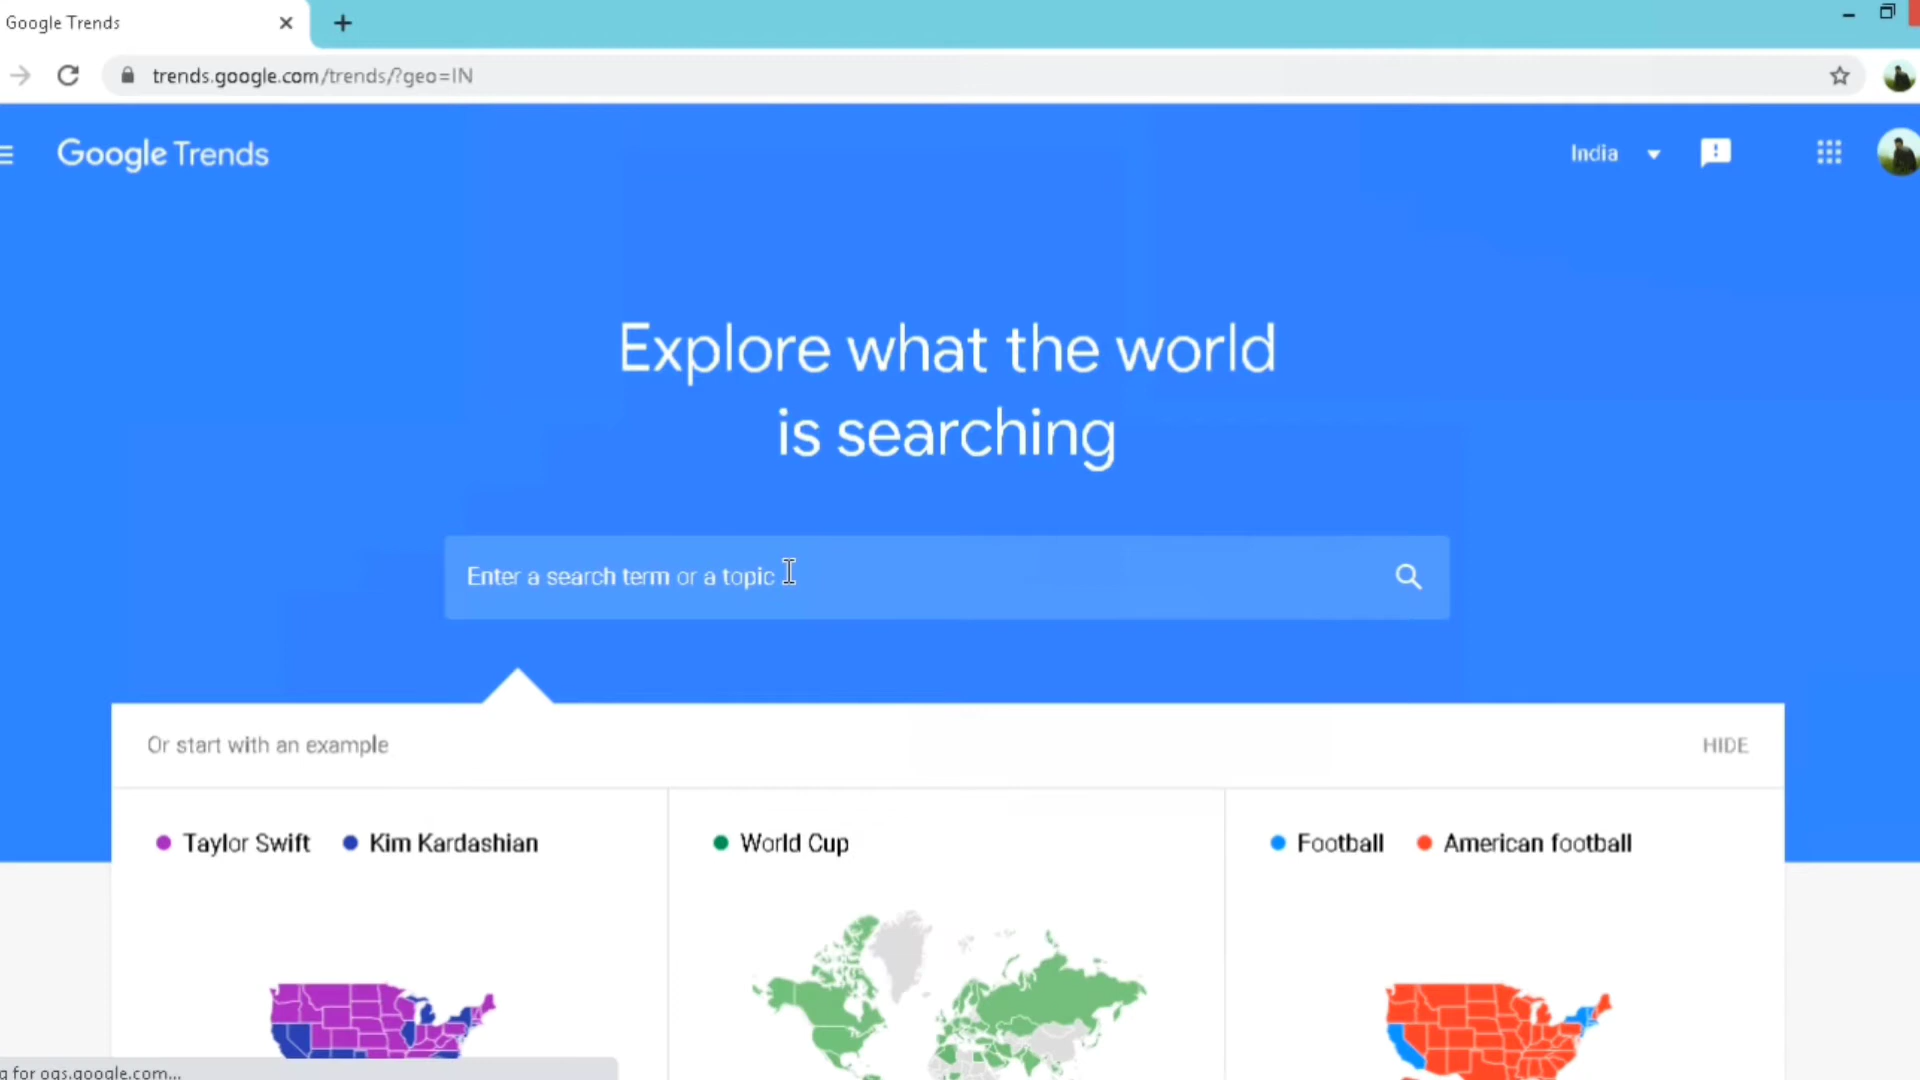 Google Trends
trends.google.com/trends/?geo=IN
Google Trends
India
Explore what the world
is searching
Enter a search term or a topic
Or start with an example
HIDE
Taylor Swift
Kim Kardashian
World Cup
Football
American football
g for ogs.google.com...